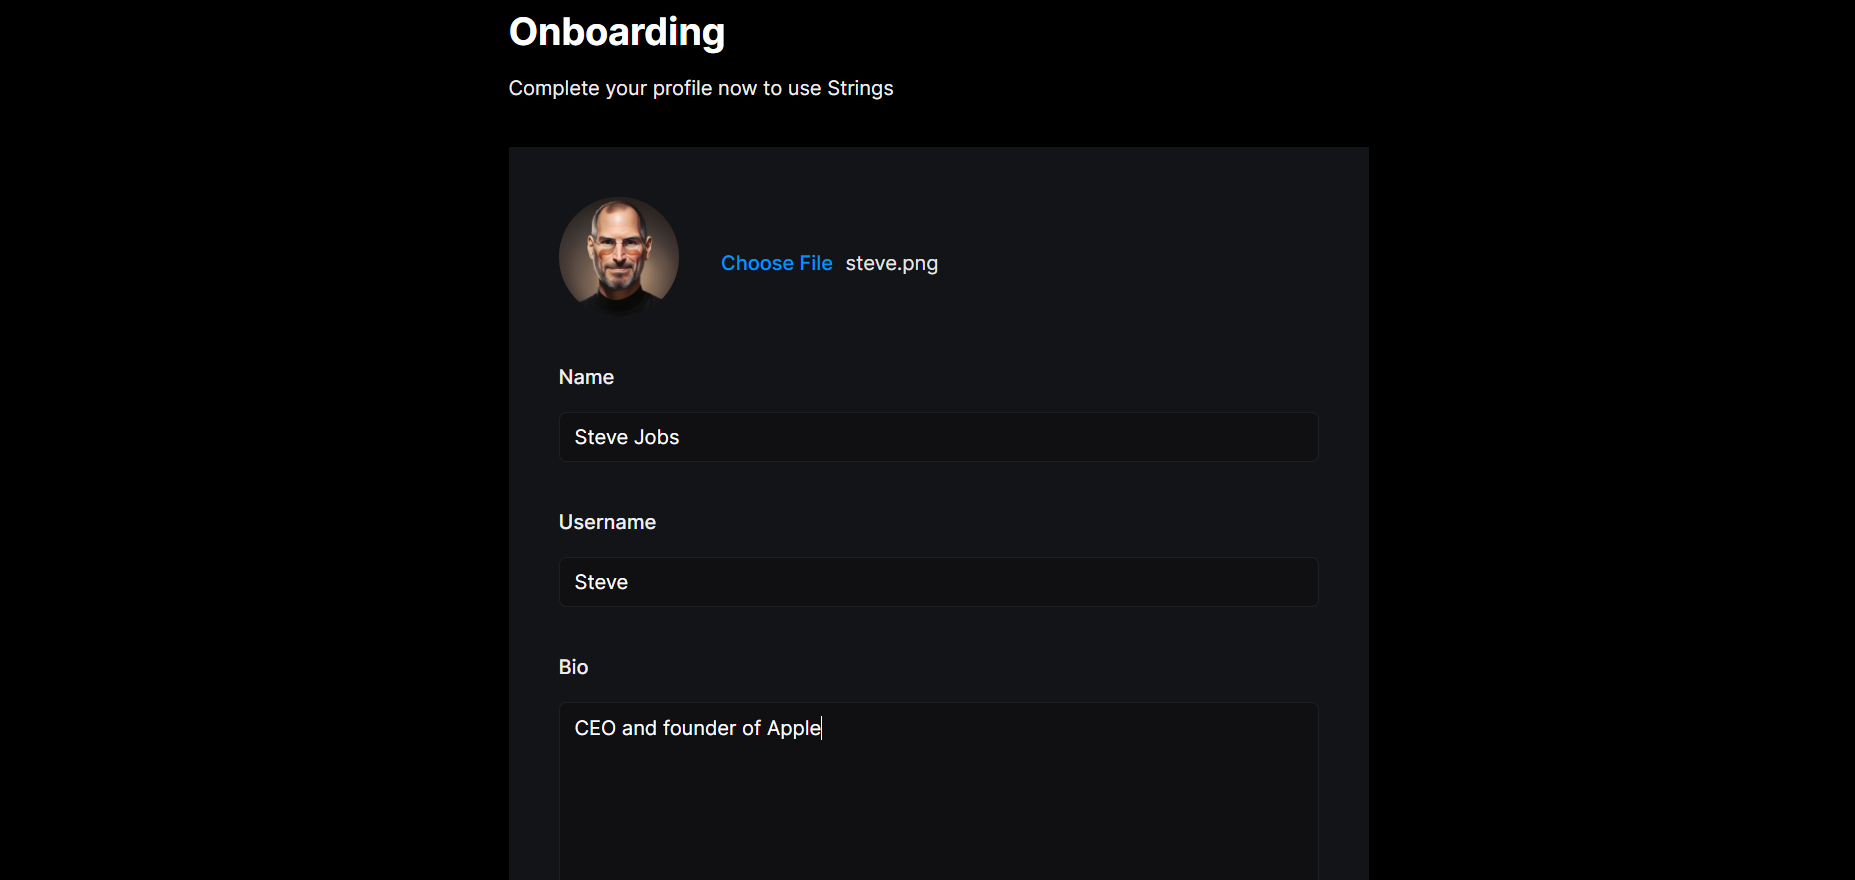 Onboarding
Complete your profile now to use Strings
Choose File steve.png
Name
Steve Jobs
Username
Steve
Bio
CEO and founder of Apple